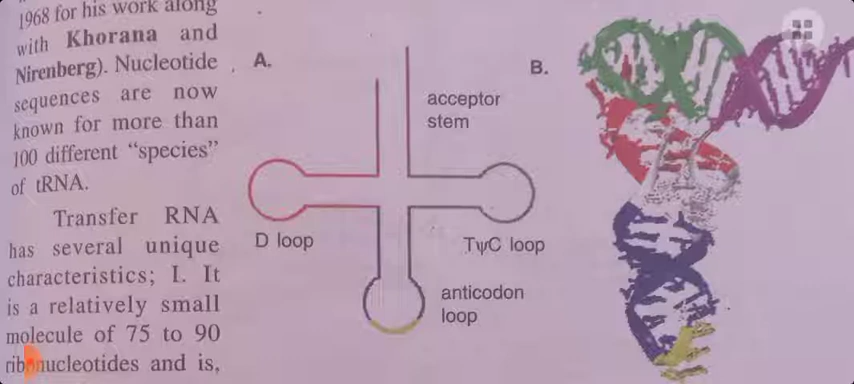 1968 for his work along
with Khorana and
Nirenberg). Nucleotide
sequences are now
known for more than
100 different “species”
of tRNA.
Transfer RNA
has several unique
characteristics; I. It
is a relatively small
molecule of 75 to 90
ribonucleotides and is,
A.
acceptor
stem
D loop
TψC loop
anticodon
loop
B.